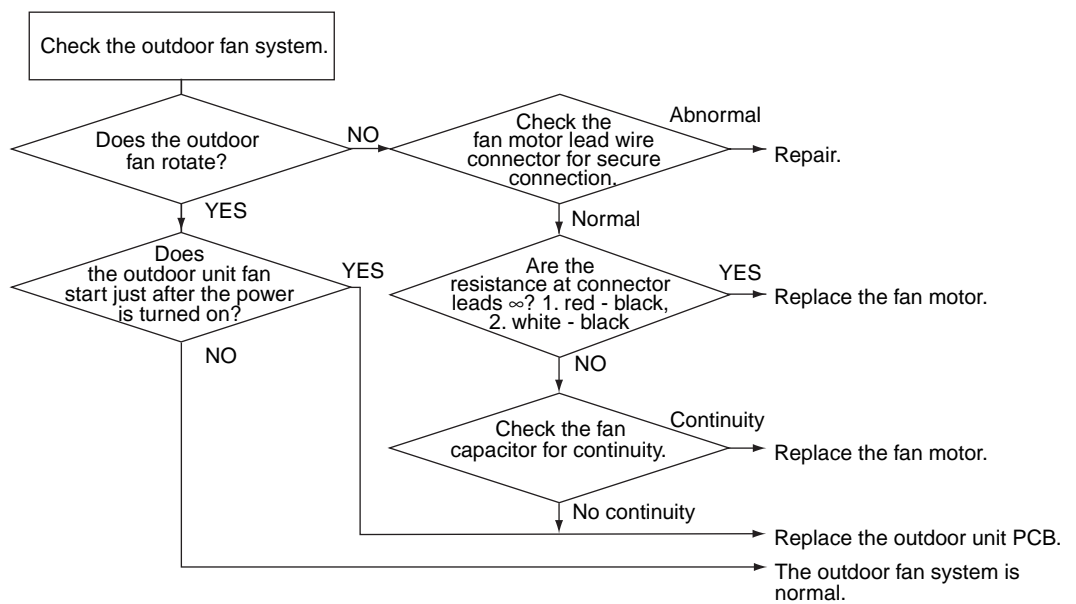 Check the outdoor fan system.
Does the outdoor
fan rotate?
NO
Check the
fan motor lead wire
connector for secure
connection.
Abnormal
Repair.
YES
Normal
Does
the outdoor unit fan
start just after the power
is turned on?
YES
Are the
resistance at connector
leads ∞? 1. red - black,
2. white - black
YES
Replace the fan motor.
NO
NO
Check the fan
capacitor for continuity.
Continuity
Replace the fan motor.
No continuity
Replace the outdoor unit PCB.
The outdoor fan system is
normal.